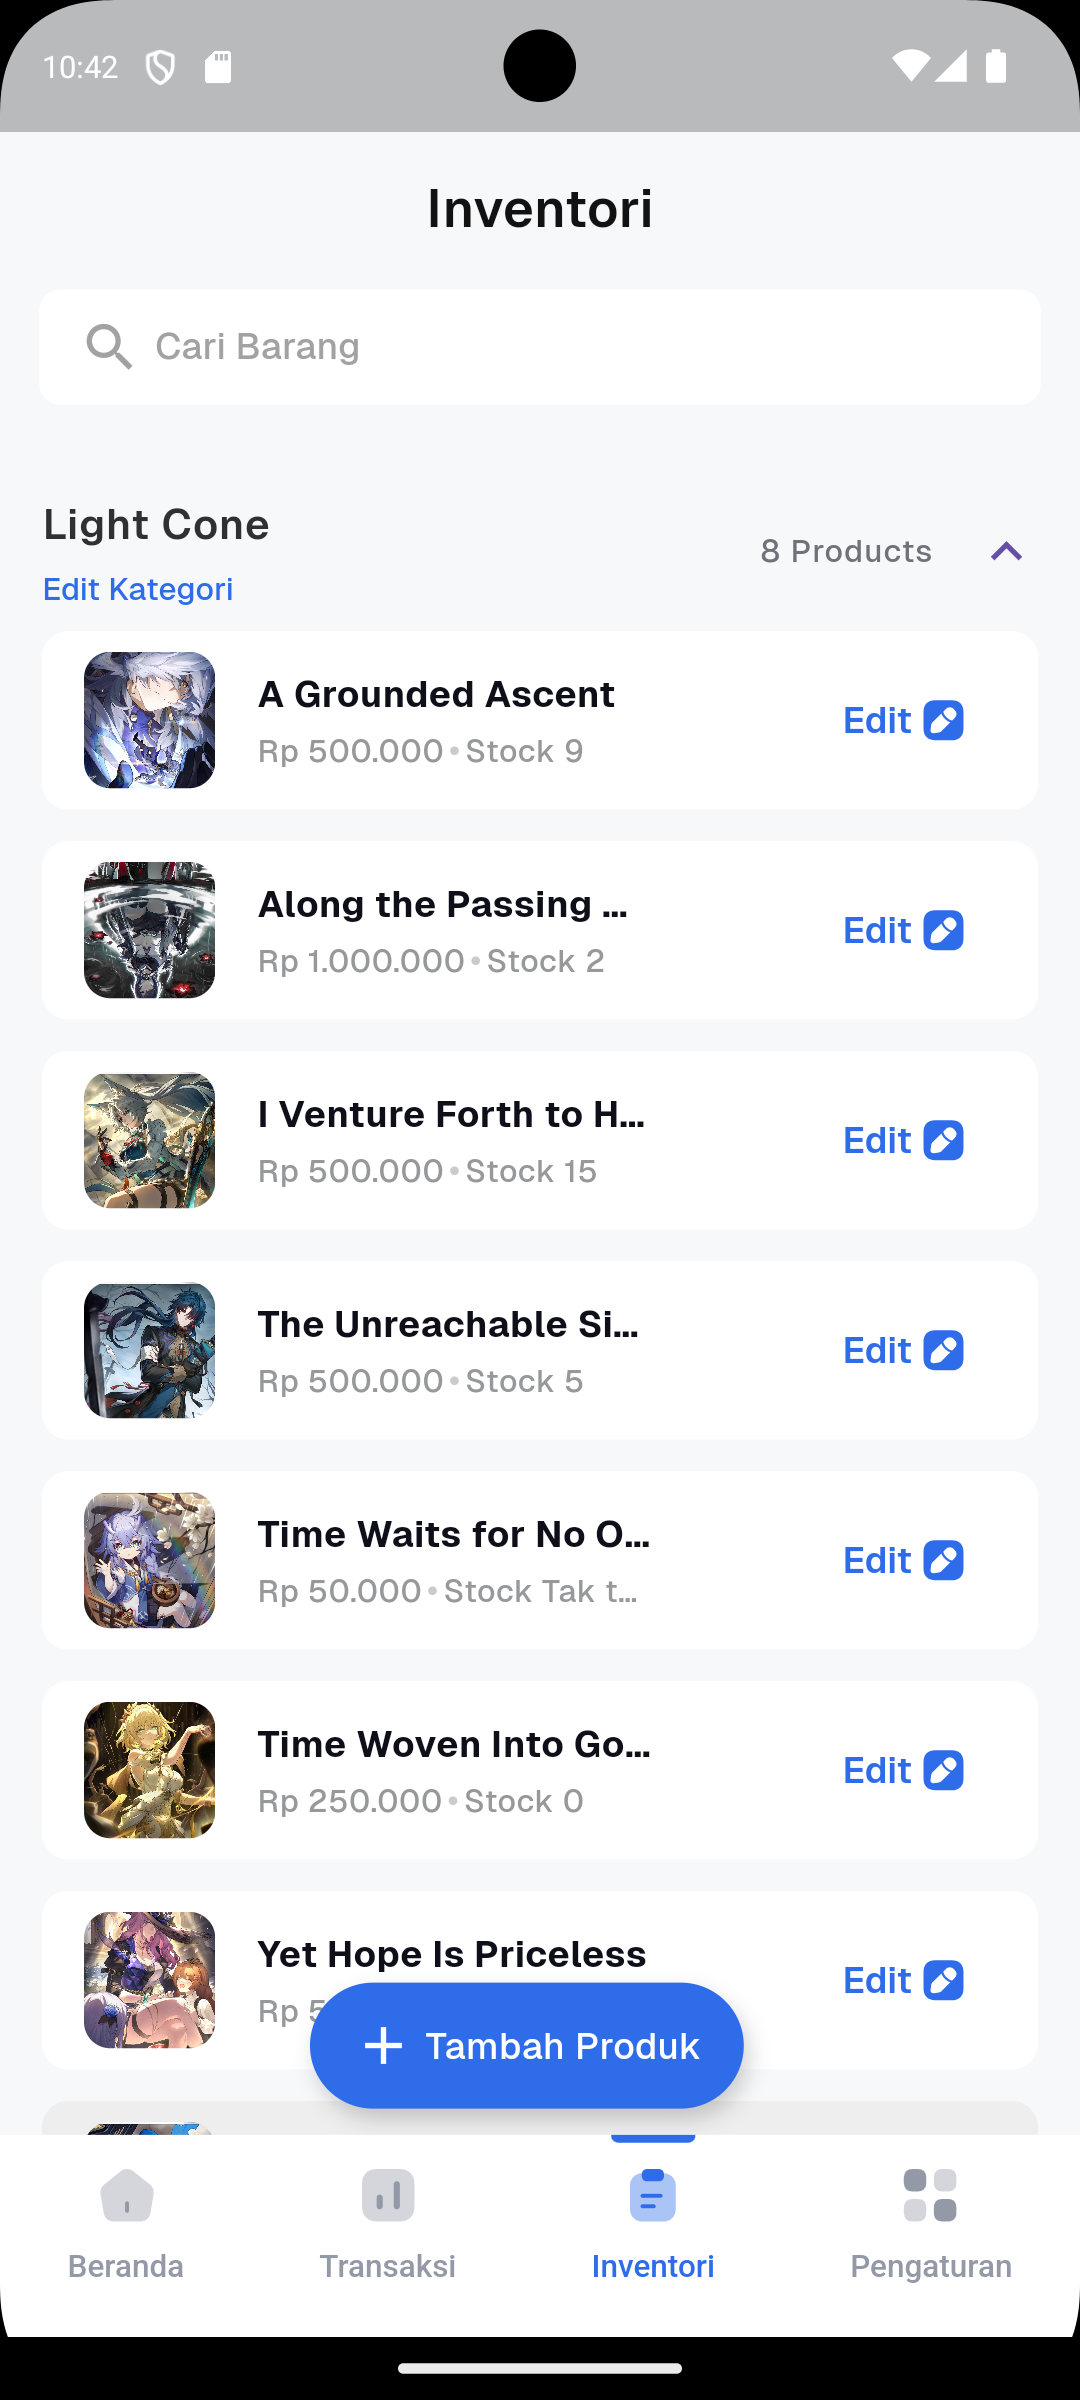 10:42
Inventori
Cari Barang
Light Cone
Edit Kategori
8 Products
A Grounded Ascent
Rp 500.000 • Stock 9
Edit
Along the Passing ...
Rp 1.000.000 • Stock 2
Edit
I Venture Forth to H...
Rp 500.000 • Stock 15
Edit
The Unreachable Si...
Rp 500.000 • Stock 5
Edit
Time Waits for No O...
Rp 50.000 • Stock Tak t...
Edit
Time Woven Into Go...
Rp 250.000 • Stock 0
Edit
Yet Hope Is Priceless
Rp 5
Edit
Tambah Produk
Beranda
Transaksi
Inventori
Pengaturan